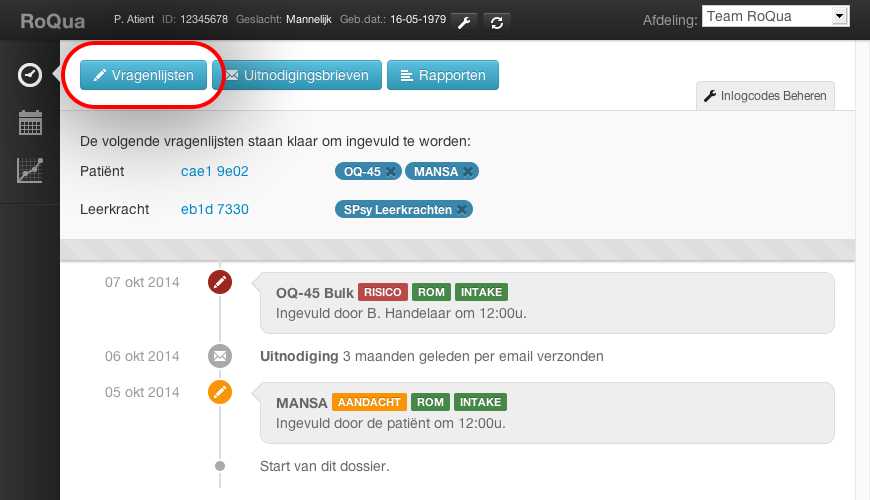 RoQua P. Atient ID: 12345678 Geslacht: Mannelijk Geb.dat.: 16-05-1979 Afdeling: Team RoQua
Vragenlijsten Uitnodigingsbrieven Rapporten
Inlogcodes Beheren
De volgende vragenlijsten staan klaar om ingevuld te worden:
Patiënt cae1 9e02 OQ-45 MANSA
Leerkracht eb1d 7330 SPsy Leerkrachten
07 okt 2014 OQ-45 Bulk RISICO ROM INTAKE
Ingevuld door B. Handelaar om 12:00u.
06 okt 2014 Uitnodiging 3 maanden geleden per email verzonden
05 okt 2014 MANSA AANDACHT ROM INTAKE
Ingevuld door de patiënt om 12:00u.
Start van dit dossier.